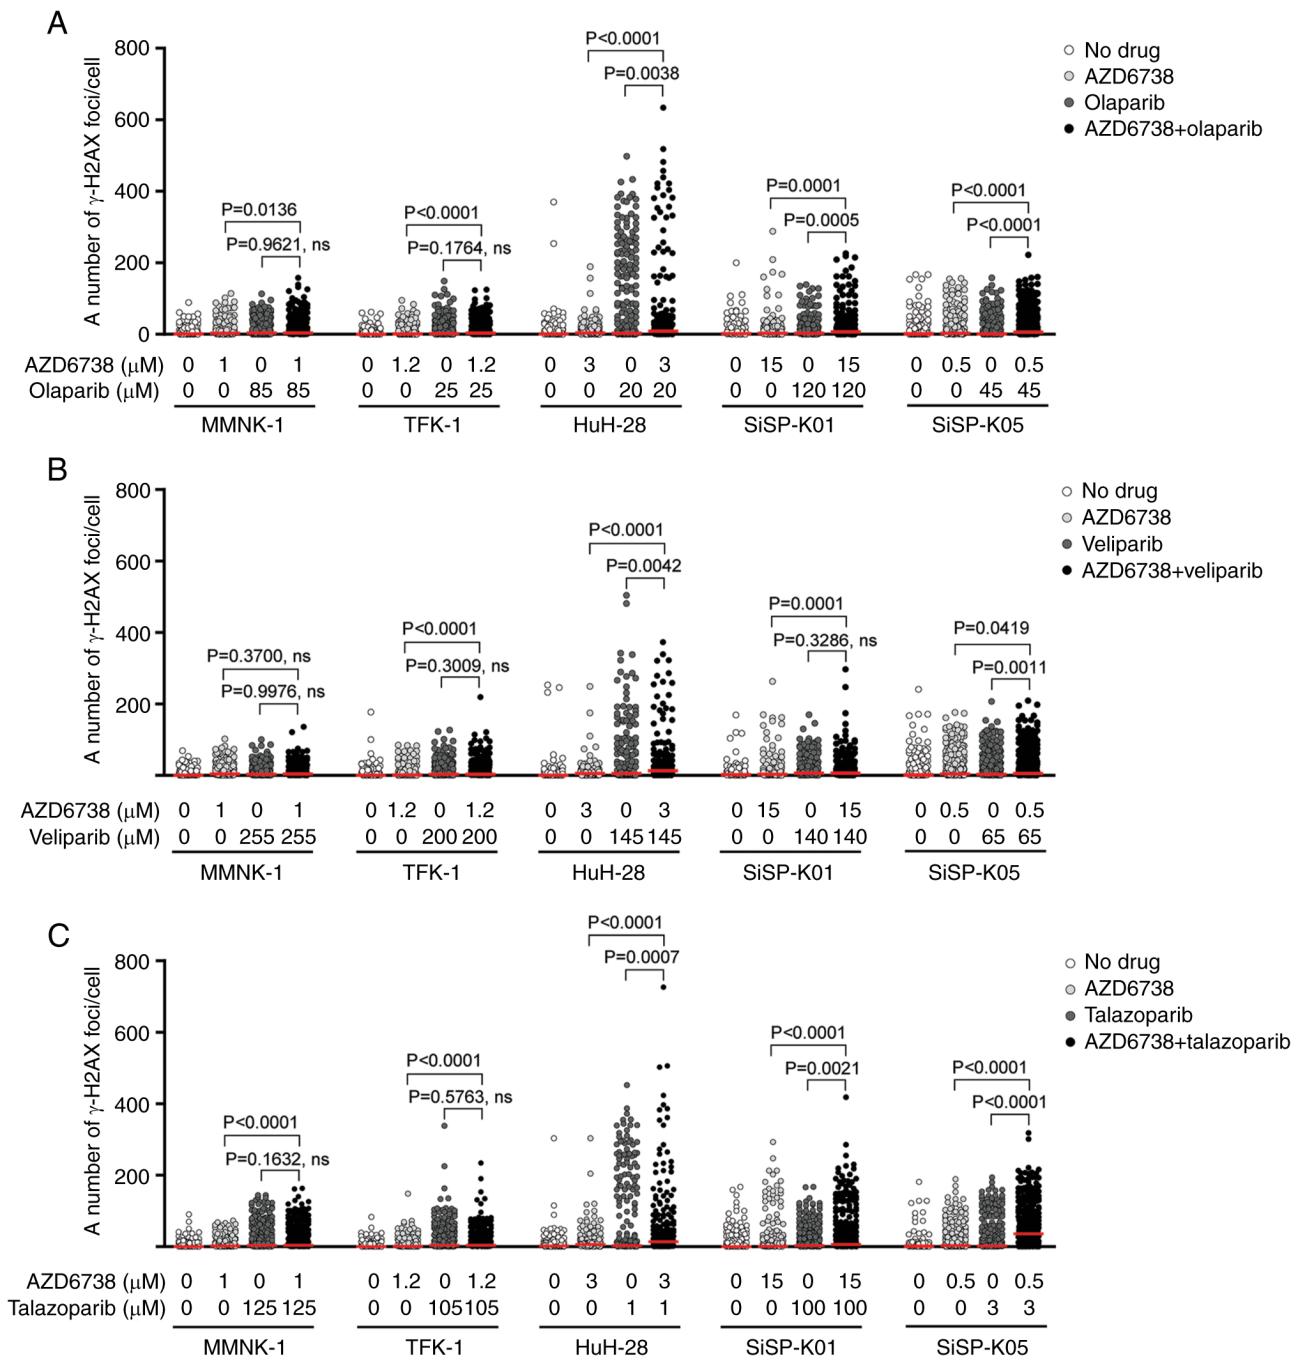 A
A number of γ-H2AX foci/cell
800
600
400
200
0
P=0.0136
P=0.9621, ns
P<0.0001
P=0.1764, ns
P<0.0001
P=0.0038
P=0.0001
P=0.0005
P<0.0001
P<0.0001
No drug
AZD6738
Olaparib
AZD6738+olaparib
AZD6738 (μM) 0 1 0 1 0 1.2 0 1.2 0 3 0 3 0 15 0 15 0 0.5 0 0.5
Olaparib (μM) 0 0 85 85 0 0 25 25 0 0 20 20 0 0 120 120 0 0 45 45
MMNK-1 TFK-1 HuH-28 SiSP-K01 SiSP-K05
B
A number of γ-H2AX foci/cell
800
600
400
200
P=0.3700, ns
P=0.9976, ns
P<0.0001
P=0.3009, ns
P<0.0001
P=0.0042
P=0.0001
P=0.3286, ns
P=0.0419
P=0.0011
No drug
AZD6738
Veliparib
AZD6738+veliparib
AZD6738 (μM) 0 1 0 1 0 1.2 0 1.2 0 3 0 3 0 15 0 15 0 0.5 0 0.5
Veliparib (μM) 0 0 255 255 0 0 200 200 0 0 145 145 0 0 140 140 0 0 65 65
MMNK-1 TFK-1 HuH-28 SiSP-K01 SiSP-K05
C
A number of γ-H2AX foci/cell
800
600
400
200
P<0.0001
P=0.1632, ns
P<0.0001
P=0.5763, ns
P<0.0001
P=0.0007
P<0.0001
P=0.0021
P<0.0001
P<0.0001
No drug
AZD6738
Talazoparib
AZD6738+talazoparib
AZD6738 (μM) 0 1 0 1 0 1.2 0 1.2 0 3 0 3 0 15 0 15 0 0.5 0 0.5
Talazoparib (μM) 0 0 125 125 0 0 105 105 0 0 1 1 0 0 100 100 0 0 3 3
MMNK-1 TFK-1 HuH-28 SiSP-K01 SiSP-K05